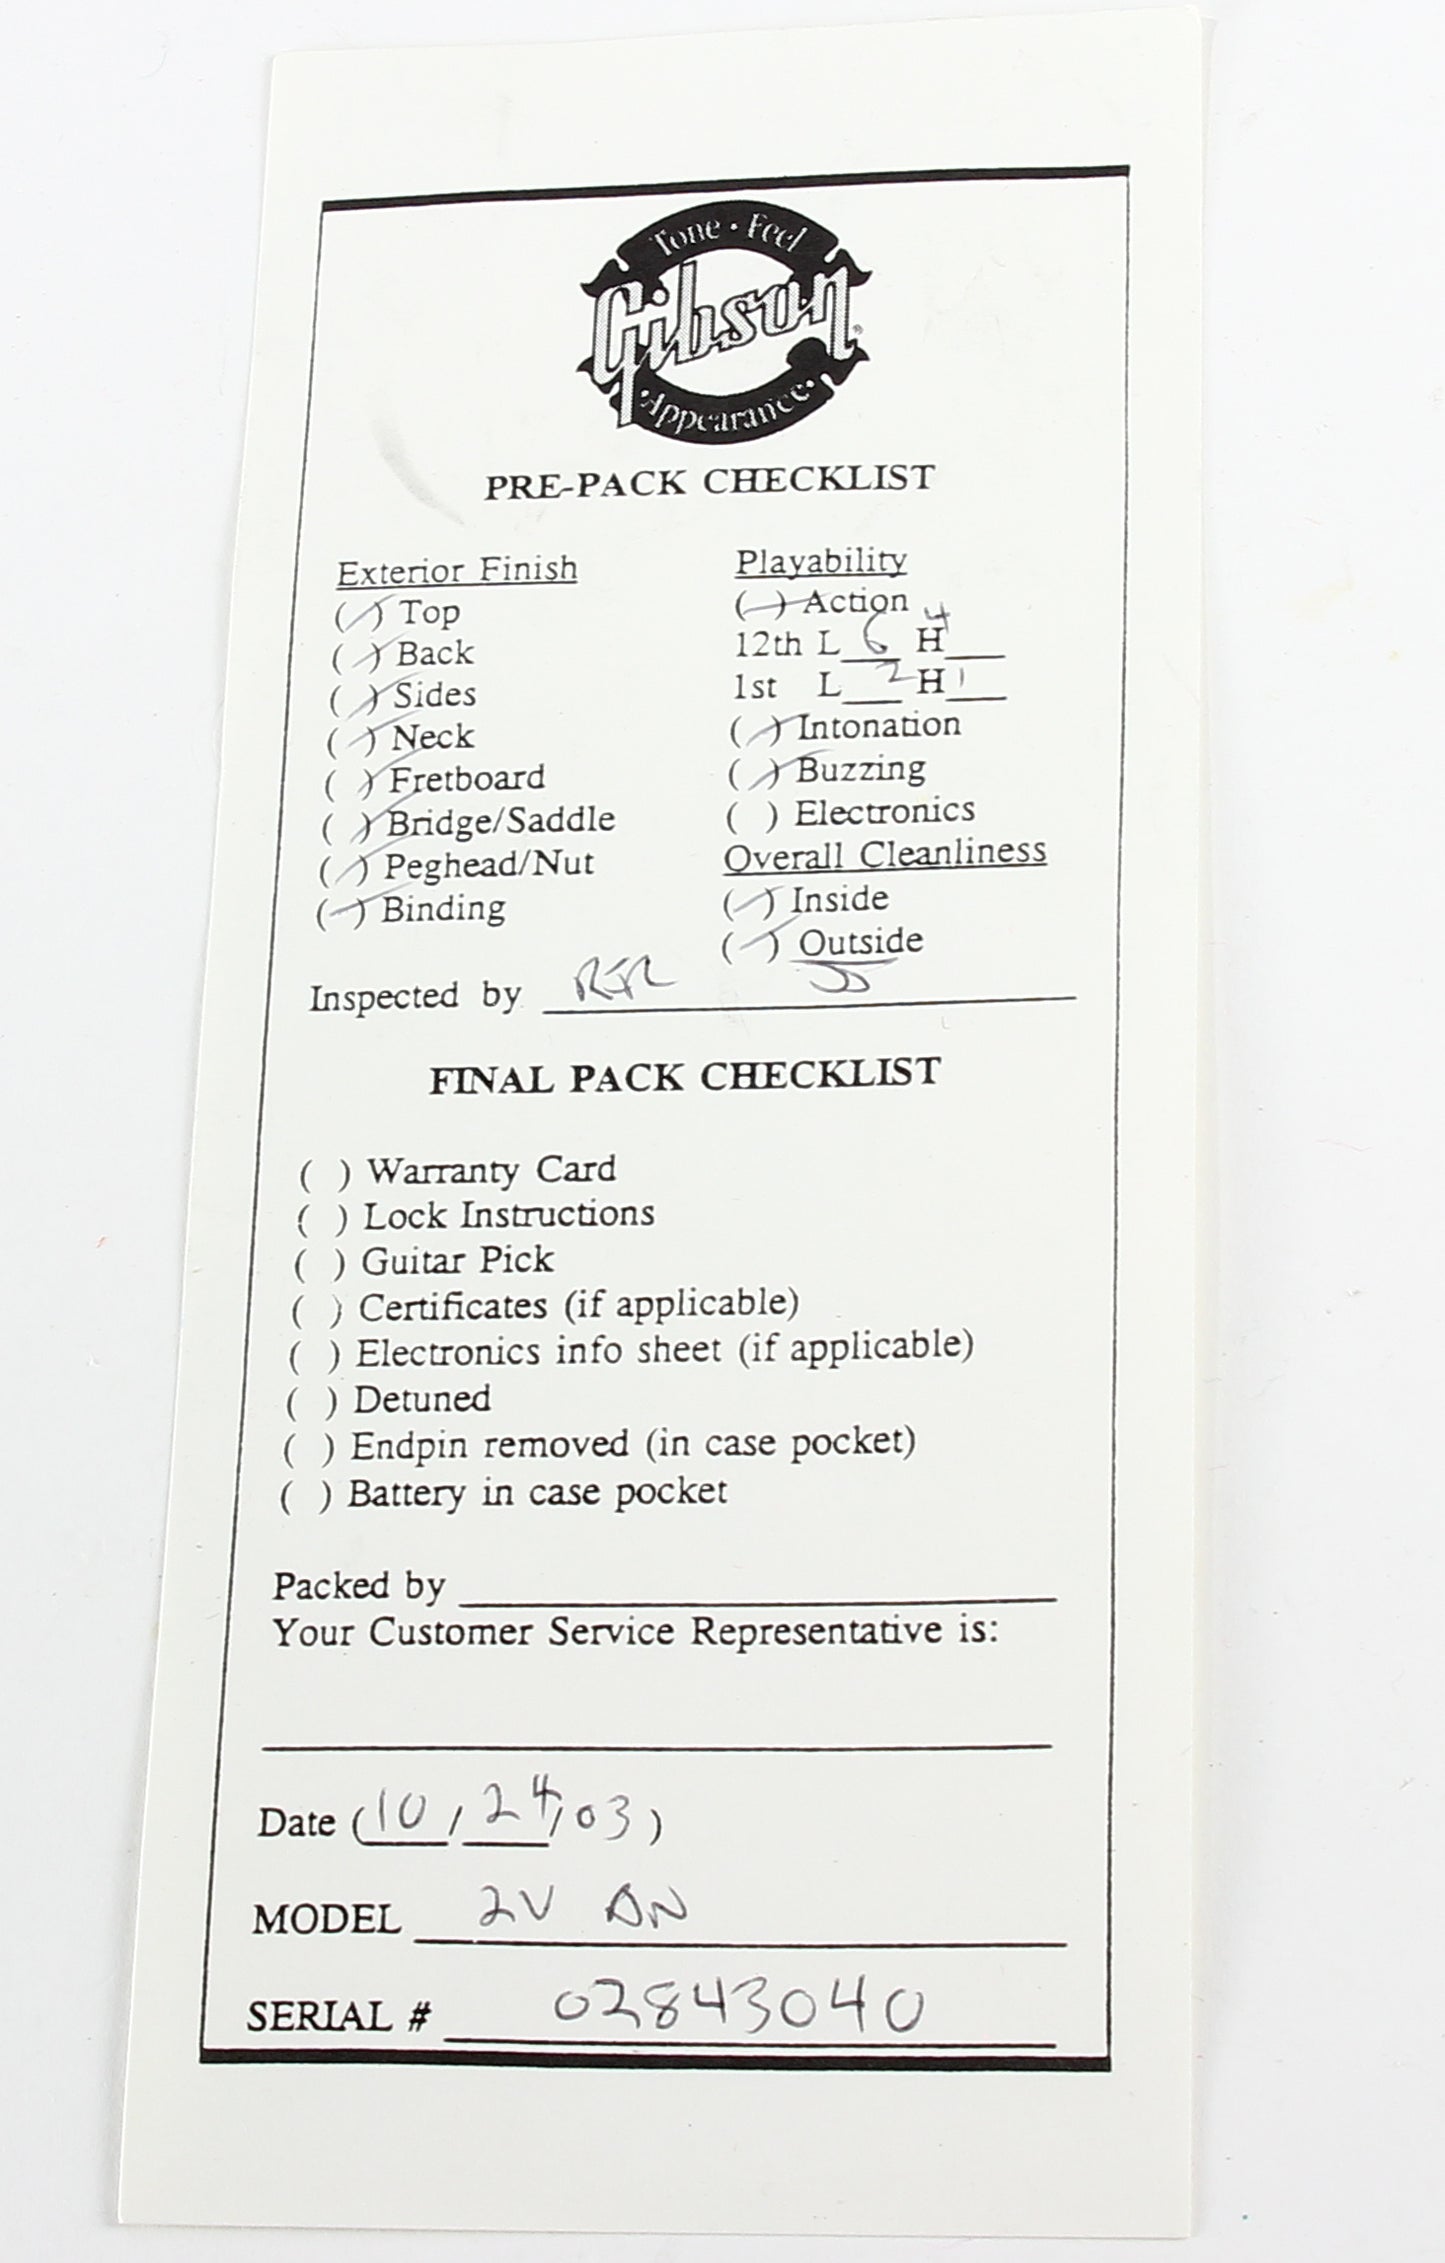 Tone · Feel
Gibson®
·Appearance·
PRE-PACK CHECKLIST
Exterior Finish
(✓) Top
(✓) Back
(✓) Sides
(✓) Neck
(✓) Fretboard
(✓) Bridge/Saddle
(✓) Peghead/Nut
(✓) Binding
Playability
(✓) Action
12th L 6 H 4
1st L 2 H 1
(✓) Intonation
(✓) Buzzing
( ) Electronics
Overall Cleanliness
(✓) Inside
(✓) Outside
Inspected by
FINAL PACK CHECKLIST
( ) Warranty Card
( ) Lock Instructions
( ) Guitar Pick
( ) Certificates (if applicable)
( ) Electronics info sheet (if applicable)
( ) Detuned
( ) Endpin removed (in case pocket)
( ) Battery in case pocket
Packed by
Your Customer Service Representative is:
Date (10/24/03)
MODEL 2V AN
SERIAL # 02843040